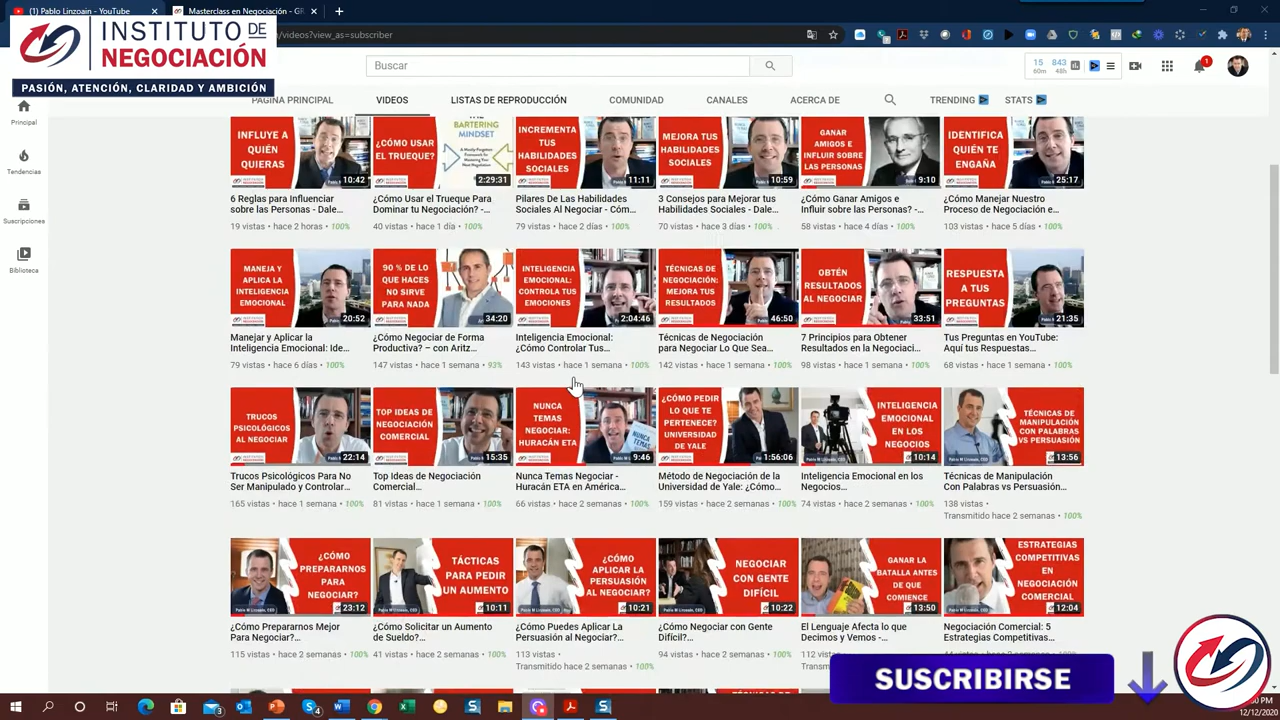 (1) Pablo Linzoain - YouTube
Masterclass en Negociación - GR
INSTITUTO DE
NEGOCIACIÓN
PASIÓN, ATENCIÓN, CLARIDAD Y AMBICIÓN
/videos?view_as=subscriber
Buscar
15 843
60m 48h
1
PÁGINA PRINCIPAL VIDEOS LISTAS DE REPRODUCCIÓN COMUNIDAD CANALES ACERCA DE TRENDING STATS
Principal
Tendencias
Suscripciones
Biblioteca
INFLUYE A
QUIÉN
QUIERAS
10:42
¿CÓMO USAR
EL TRUEQUE?
BARTERING
MINDSET
2:29:31
INCREMENTA
TUS
HABILIDADES
SOCIALES
11:11
MEJORA TUS
HABILIDADES
SOCIALES
10:59
GANAR
AMIGOS E
INFLUIR SOBRE
LAS PERSONAS
9:10
IDENTIFICA
QUIÉN TE
ENGAÑA
25:17
6 Reglas para Influenciar
sobre las Personas - Dale...
19 vistas • hace 2 horas • 100%
¿Cómo Usar el Trueque Para
Dominar tu Negociación? -...
40 vistas • hace 1 día • 100%
Pilares De Las Habilidades
Sociales Al Negociar - Cóm...
79 vistas • hace 2 días • 100%
3 Consejos para Mejorar tus
Habilidades Sociales - Dale...
70 vistas • hace 3 días • 100%
¿Cómo Ganar Amigos e
Influir sobre las Personas? -...
58 vistas • hace 4 días • 100%
¿Cómo Manejar Nuestro
Proceso de Negociación e...
103 vistas • hace 5 días • 100%
MANEJA Y
APLICA LA
INTELIGENCIA
EMOCIONAL
20:52
90 % DE LO
QUE HACES
NO SIRVE
PARA NADA
34:20
INTELIGENCIA
EMOCIONAL:
CONTROLA TUS
EMOCIONES
2:04:46
TÉCNICAS DE
NEGOCIACIÓN:
MEJORA TUS
RESULTADOS
46:50
OBTÉN
RESULTADOS
AL NEGOCIAR
33:51
RESPUESTA
A TUS
PREGUNTAS
21:35
Manejar y Aplicar la
Inteligencia Emocional: Ide...
79 vistas • hace 6 días • 100%
¿Cómo Negociar de Forma
Productiva? – con Aritz...
147 vistas • hace 1 semana • 93%
Inteligencia Emocional:
¿Cómo Controlar Tus...
143 vistas • hace 1 semana • 100%
Técnicas de Negociación
para Negociar Lo Que Sea...
142 vistas • hace 1 semana • 100%
7 Principios para Obtener
Resultados en la Negociaci...
98 vistas • hace 1 semana • 100%
Tus Preguntas en YouTube:
Aquí tus Respuestas...
68 vistas • hace 1 semana • 100%
TRUCOS
PSICOLÓGICOS
AL NEGOCIAR
22:14
TOP IDEAS DE
NEGOCIACIÓN
COMERCIAL
15:35
NUNCA
TEMAS
NEGOCIAR:
HURACÁN ETA
NUNCA
TEMAS
9:46
¿CÓMO PEDIR
LO QUE TE
PERTENECE?
UNIVERSIDAD
DE YALE
1:56:06
INTELIGENCIA
EMOCIONAL
EN LOS
NEGOCIOS
10:14
TÉCNICAS DE
MANIPULACIÓN
CON PALABRAS
VS PERSUASIÓN
13:56
Trucos Psicológicos Para No
Ser Manipulado y Controlar...
165 vistas • hace 1 semana • 100%
Top Ideas de Negociación
Comercial...
81 vistas • hace 1 semana • 100%
Nunca Temas Negociar -
Huracán ETA en América...
66 vistas • hace 2 semanas • 100%
Método de Negociación de la
Universidad de Yale: ¿Cómo...
159 vistas • hace 2 semanas • 100%
Inteligencia Emocional en los
Negocios...
74 vistas • hace 2 semanas • 100%
Técnicas de Manipulación
Con Palabras vs Persuasión...
138 vistas •
Transmitido hace 2 semanas • 100%
¿CÓMO
PREPARARNOS
PARA
NEGOCIAR?
23:12
TÁCTICAS
PARA PEDIR
UN AUMENTO
10:11
¿CÓMO
APLICAR LA
PERSUASIÓN
AL NEGOCIAR?
10:21
NEGOCIAR
CON GENTE
DIFÍCIL
10:22
GANAR LA
BATALLA ANTES
DE QUE
COMIENCE
13:50
ESTRATEGIAS
COMPETITIVAS
EN
NEGOCIACIÓN
COMERCIAL
12:04
¿Cómo Prepararnos Mejor
Para Negociar?...
115 vistas • hace 2 semanas • 100%
¿Cómo Solicitar un Aumento
de Sueldo?...
41 vistas • hace 2 semanas • 100%
¿Cómo Puedes Aplicar La
Persuasión al Negociar?...
113 vistas •
Transmitido hace 2 semanas • 100%
¿Cómo Negociar con Gente
Difícil?...
94 vistas • hace 2 semanas • 100%
El Lenguaje Afecta lo que
Decimos y Vemos -...
112 vistas •
Negociación Comercial: 5
Estrategias Competitivas...
SUSCRIBIRSE
12/12/2020